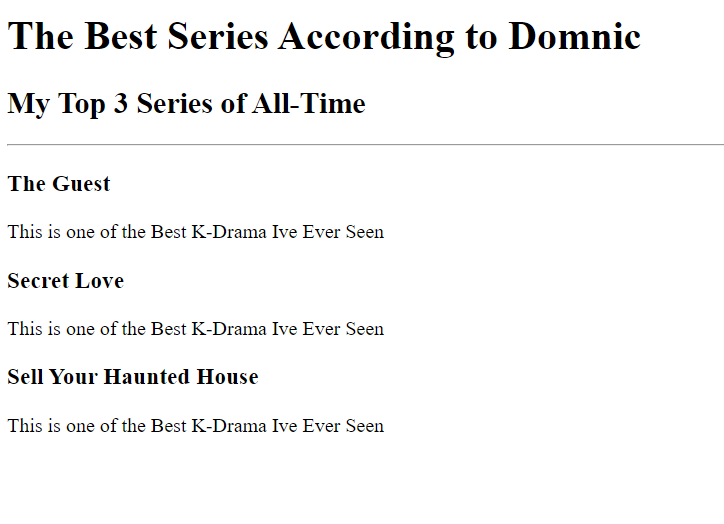 The Best Series According to Domnic
My Top 3 Series of All-Time
The Guest
This is one of the Best K-Drama Ive Ever Seen
Secret Love
This is one of the Best K-Drama Ive Ever Seen
Sell Your Haunted House
This is one of the Best K-Drama Ive Ever Seen